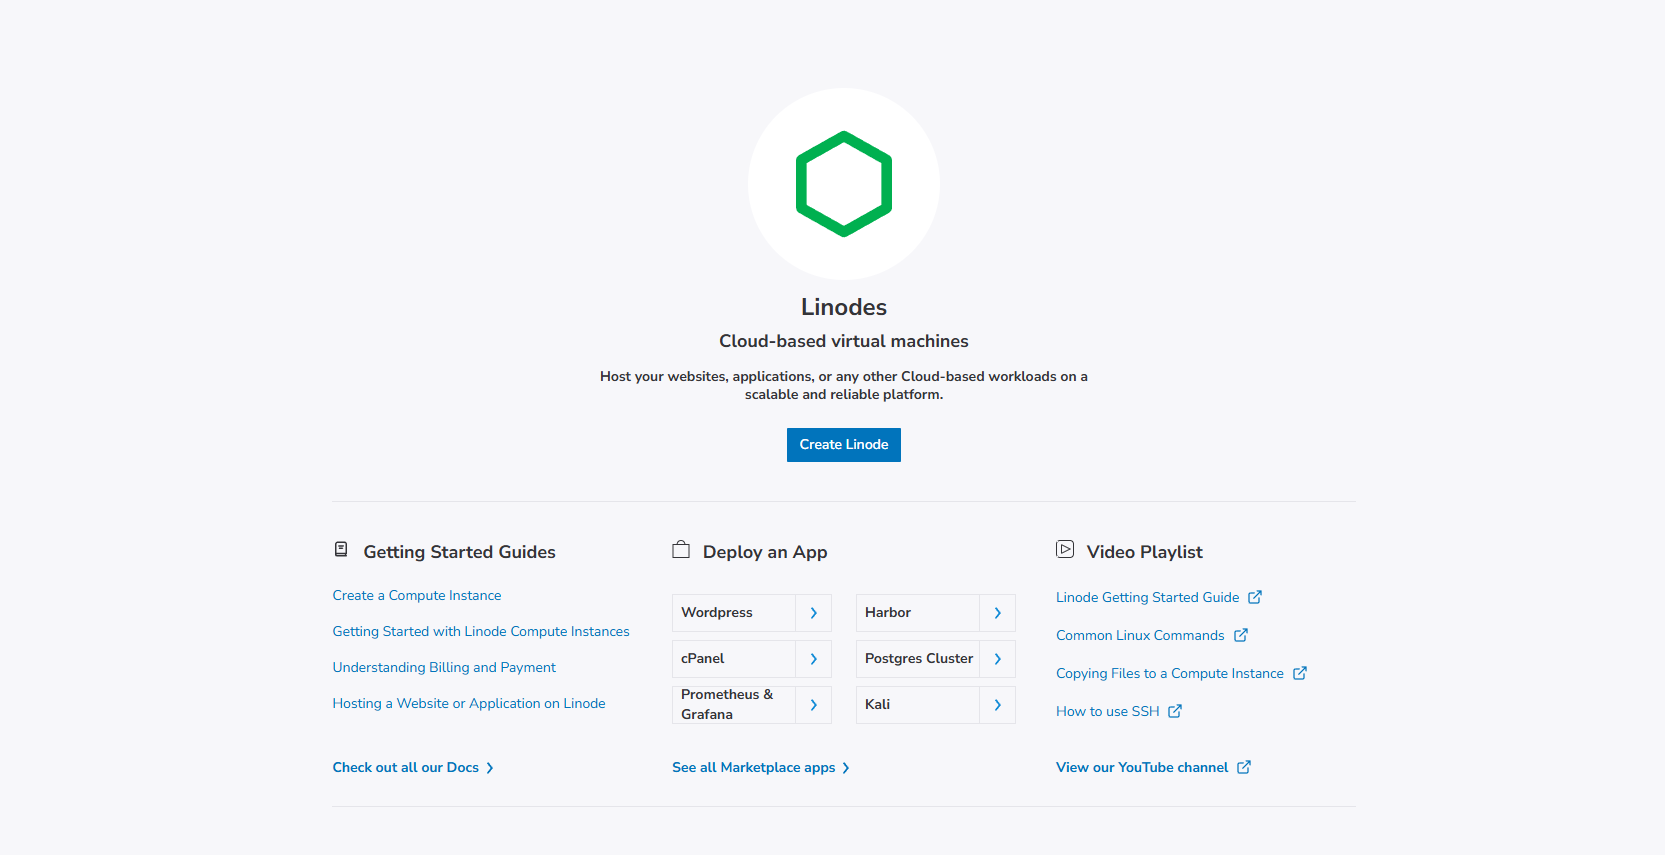 Linodes
Cloud-based virtual machines
Host your websites, applications, or any other Cloud-based workloads on a
scalable and reliable platform.
Create Linode
Getting Started Guides
Create a Compute Instance
Getting Started with Linode Compute Instances
Understanding Billing and Payment
Hosting a Website or Application on Linode
Check out all our Docs
Deploy an App
Wordpress
Harbor
cPanel
Postgres Cluster
Prometheus &
Grafana
Kali
See all Marketplace apps
Video Playlist
Linode Getting Started Guide
Common Linux Commands
Copying Files to a Compute Instance
How to use SSH
View our YouTube channel